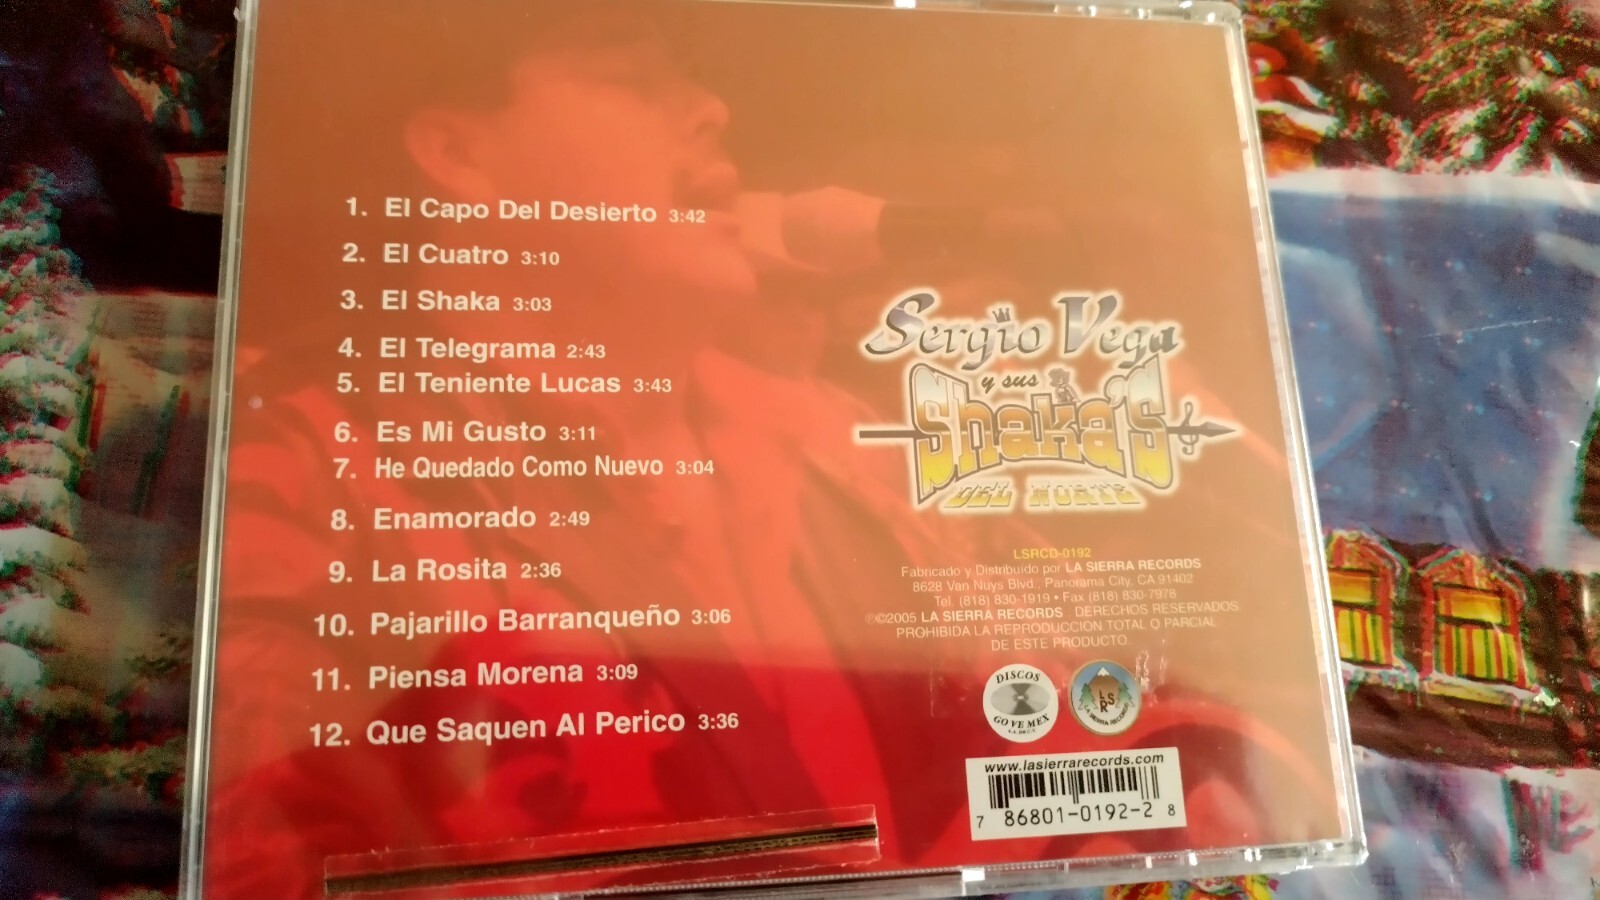 1. El Capo Del Desierto 3:42
2. El Cuatro 3:10
3. El Shaka 3:03
4. El Telegrama 2:43
5. El Teniente Lucas 3:43
6. Es Mi Gusto 3:11
7. He Quedado Como Nuevo 3:04
8. Enamorado 2:49
9. La Rosita 2:36
10. Pajarillo Barranqueño 3:06
11. Piensa Morena 3:09
12. Que Saquen Al Perico 3:36
Sergio Vega
y sus
Shaka's
DEL NORTE
LSRCD-0192
Fabricado y Distribuido por LA SIERRA RECORDS
8628 Van Nuys Blvd., Panorama City, CA 91402
Tel. (818) 830-1919 • Fax (818) 830-7978
℗©2005 LA SIERRA RECORDS DERECHOS RESERVADOS
PROHIBIDA LA REPRODUCCION TOTAL O PARCIAL
DE ESTE PRODUCTO.
DISCOS
GO VE MEX
S.A. DE C.V.
LSR
LA SIERRA RECORDS
www.lasierrarecords.com
7 86801-0192-2 8